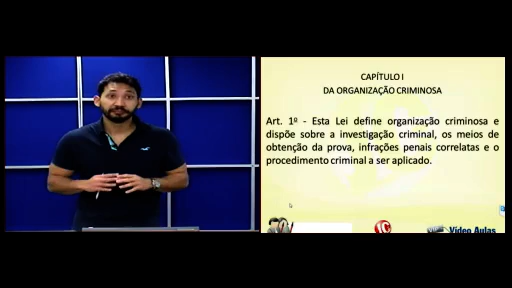 CAPÍTULO I
DA ORGANIZAÇÃO CRIMINOSA
Art. 1º - Esta Lei define organização criminosa e
dispõe sobre a investigação criminal, os meios de
obtenção da prova, infrações penais correlatas e o
procedimento criminal a ser aplicado.
Vídeo Aulas